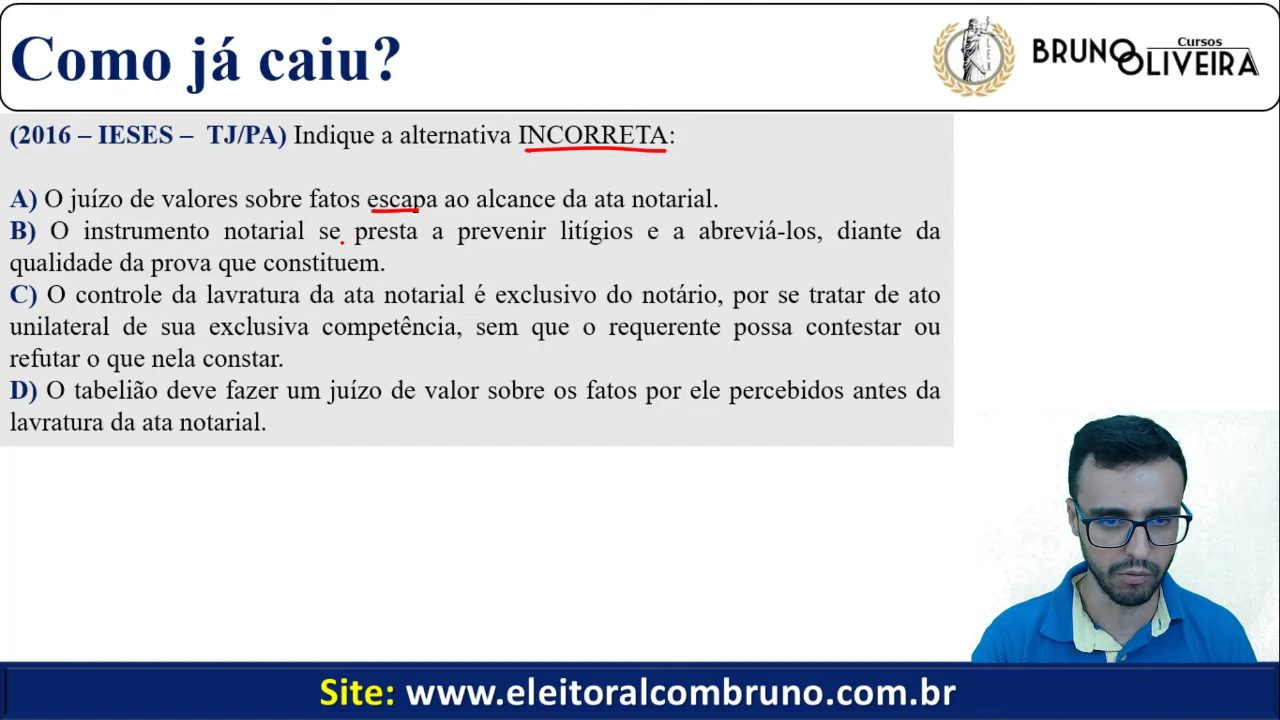 Como já caiu?
Cursos
BRUNO OLIVEIRA
(2016 – IESES – TJ/PA) Indique a alternativa INCORRETA:
A) O juízo de valores sobre fatos escapa ao alcance da ata notarial.
B) O instrumento notarial se presta a prevenir litígios e a abreviá-los, diante da
qualidade da prova que constituem.
C) O controle da lavratura da ata notarial é exclusivo do notário, por se tratar de ato
unilateral de sua exclusiva competência, sem que o requerente possa contestar ou
refutar o que nela constar.
D) O tabelião deve fazer um juízo de valor sobre os fatos por ele percebidos antes da
lavratura da ata notarial.
Site: www.eleitoralcombruno.com.br